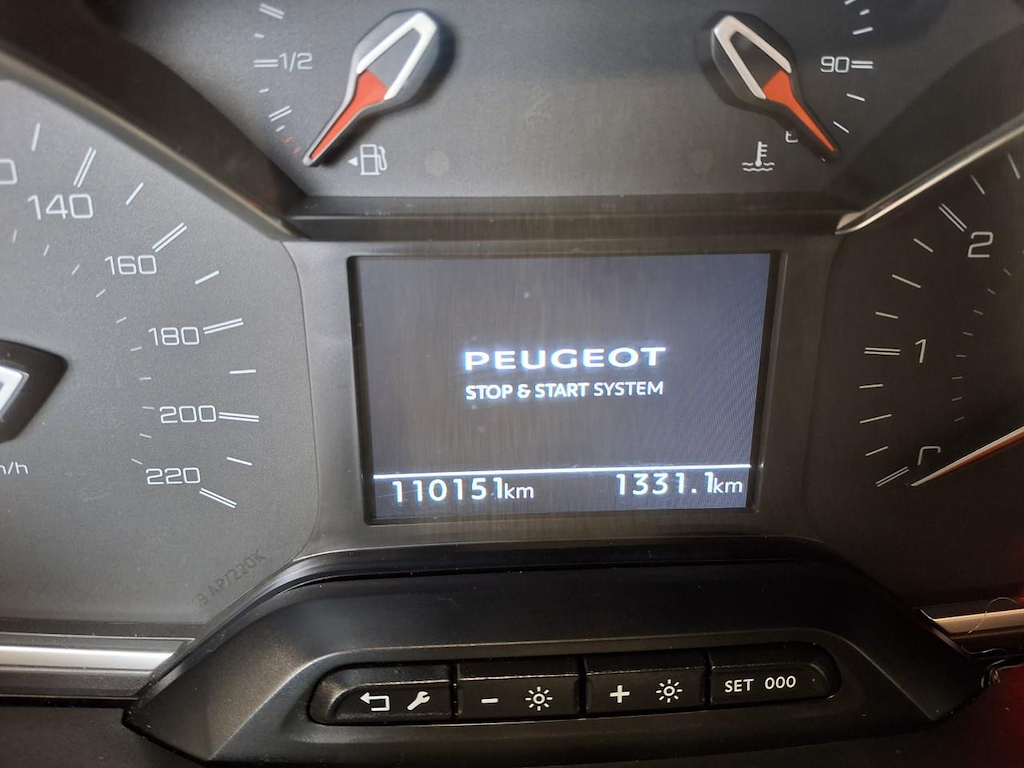 1/2
90
140
160
180
200
220
2
1
PEUGEOT
STOP & START SYSTEM
110151km
1331.1km
SET 000